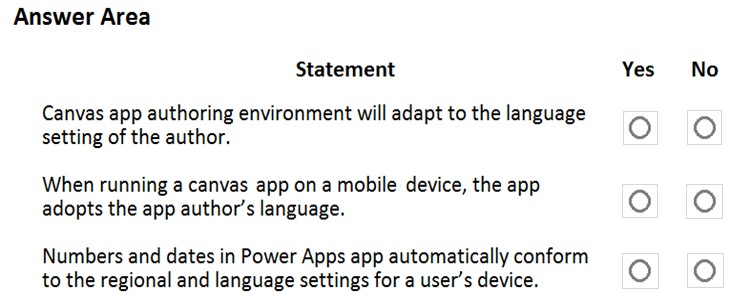 Answer Area
Statement Yes No
Canvas app authoring environment will adapt to the language
setting of the author.
When running a canvas app on a mobile device, the app
adopts the app author's language.
Numbers and dates in Power Apps app automatically conform
to the regional and language settings for a user's device.